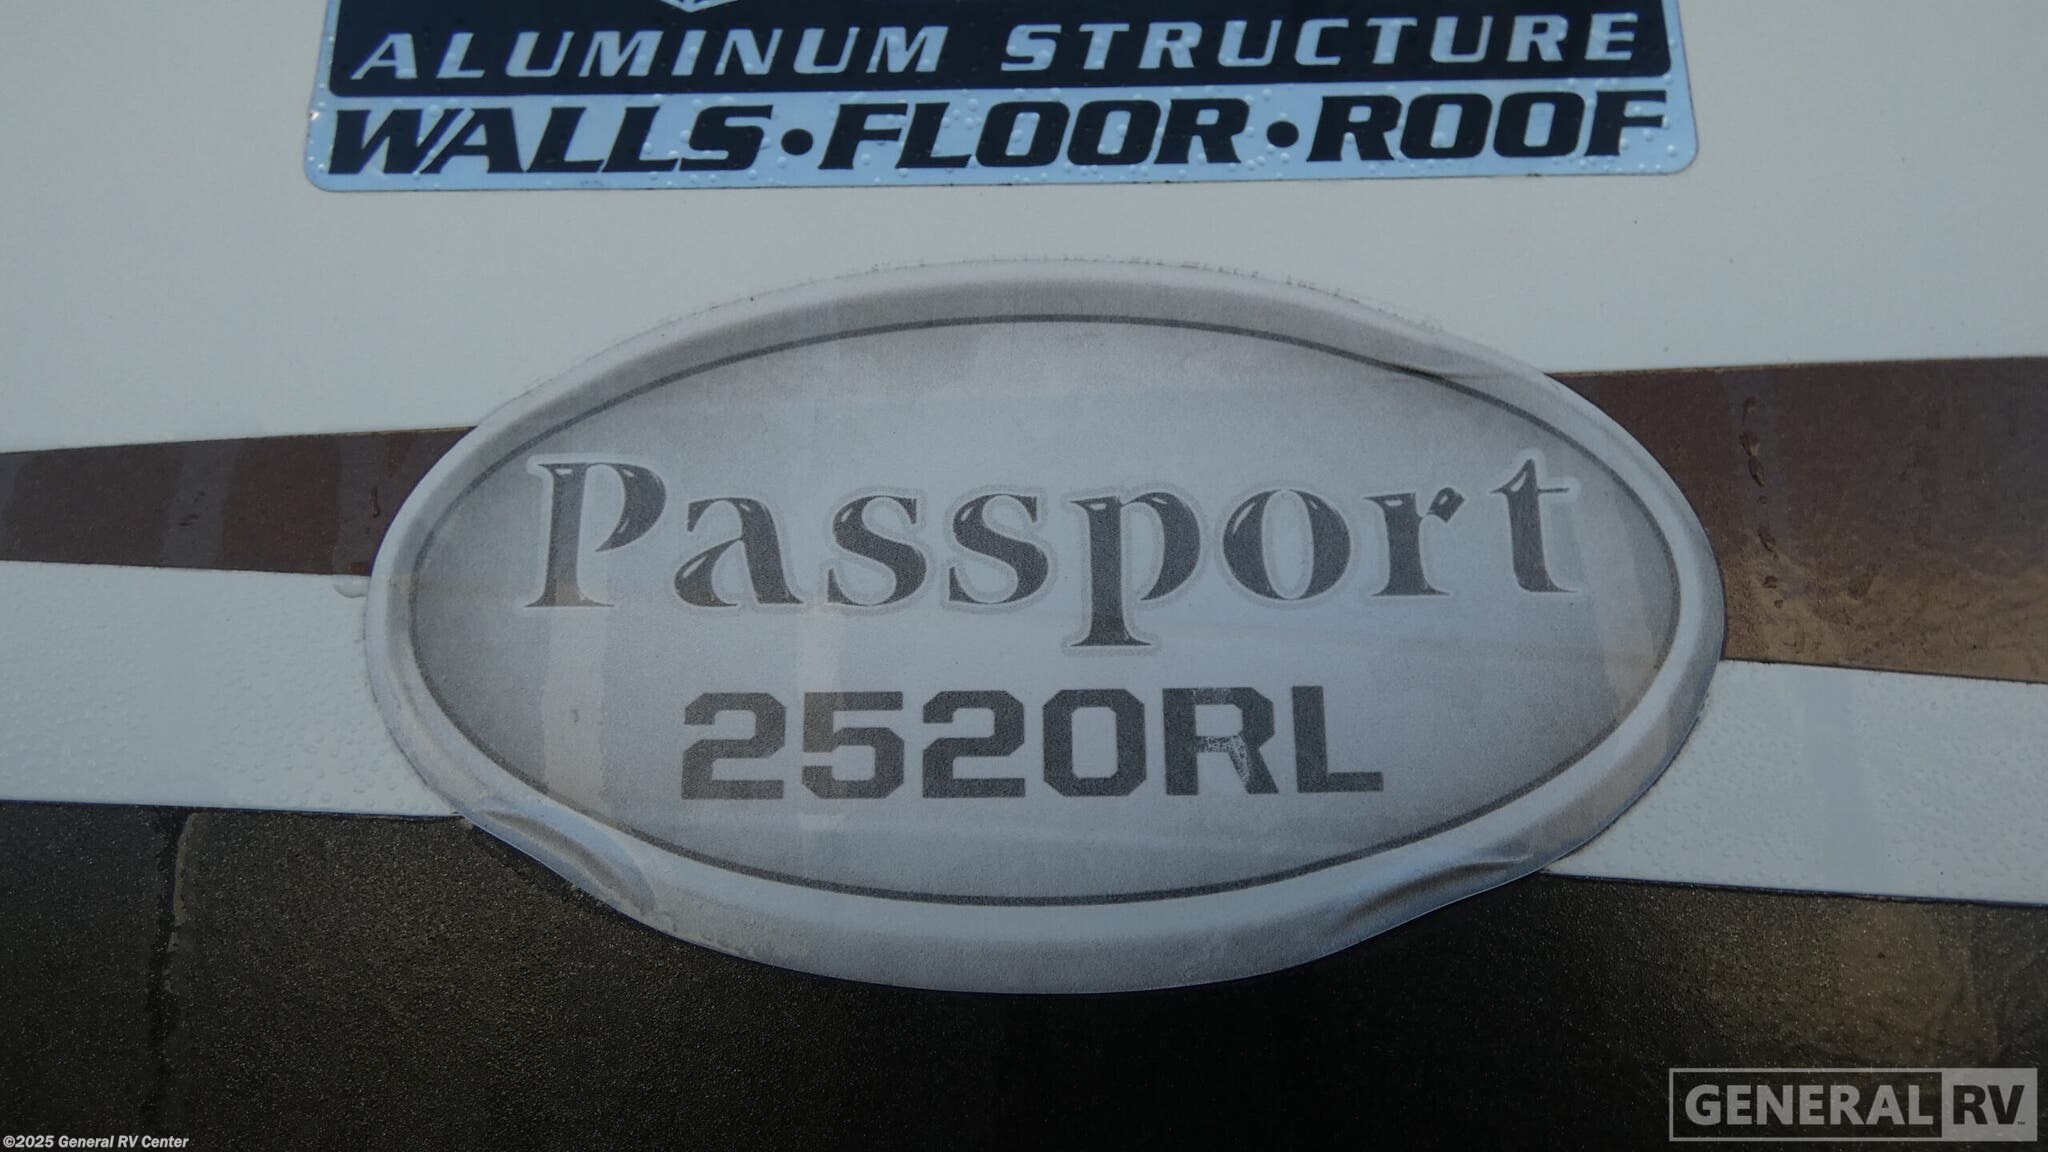 ALUMINUM STRUCTURE
WALLS•FLOOR•ROOF
Passport
2520RL
GENERAL RV
©2025 General RV Center